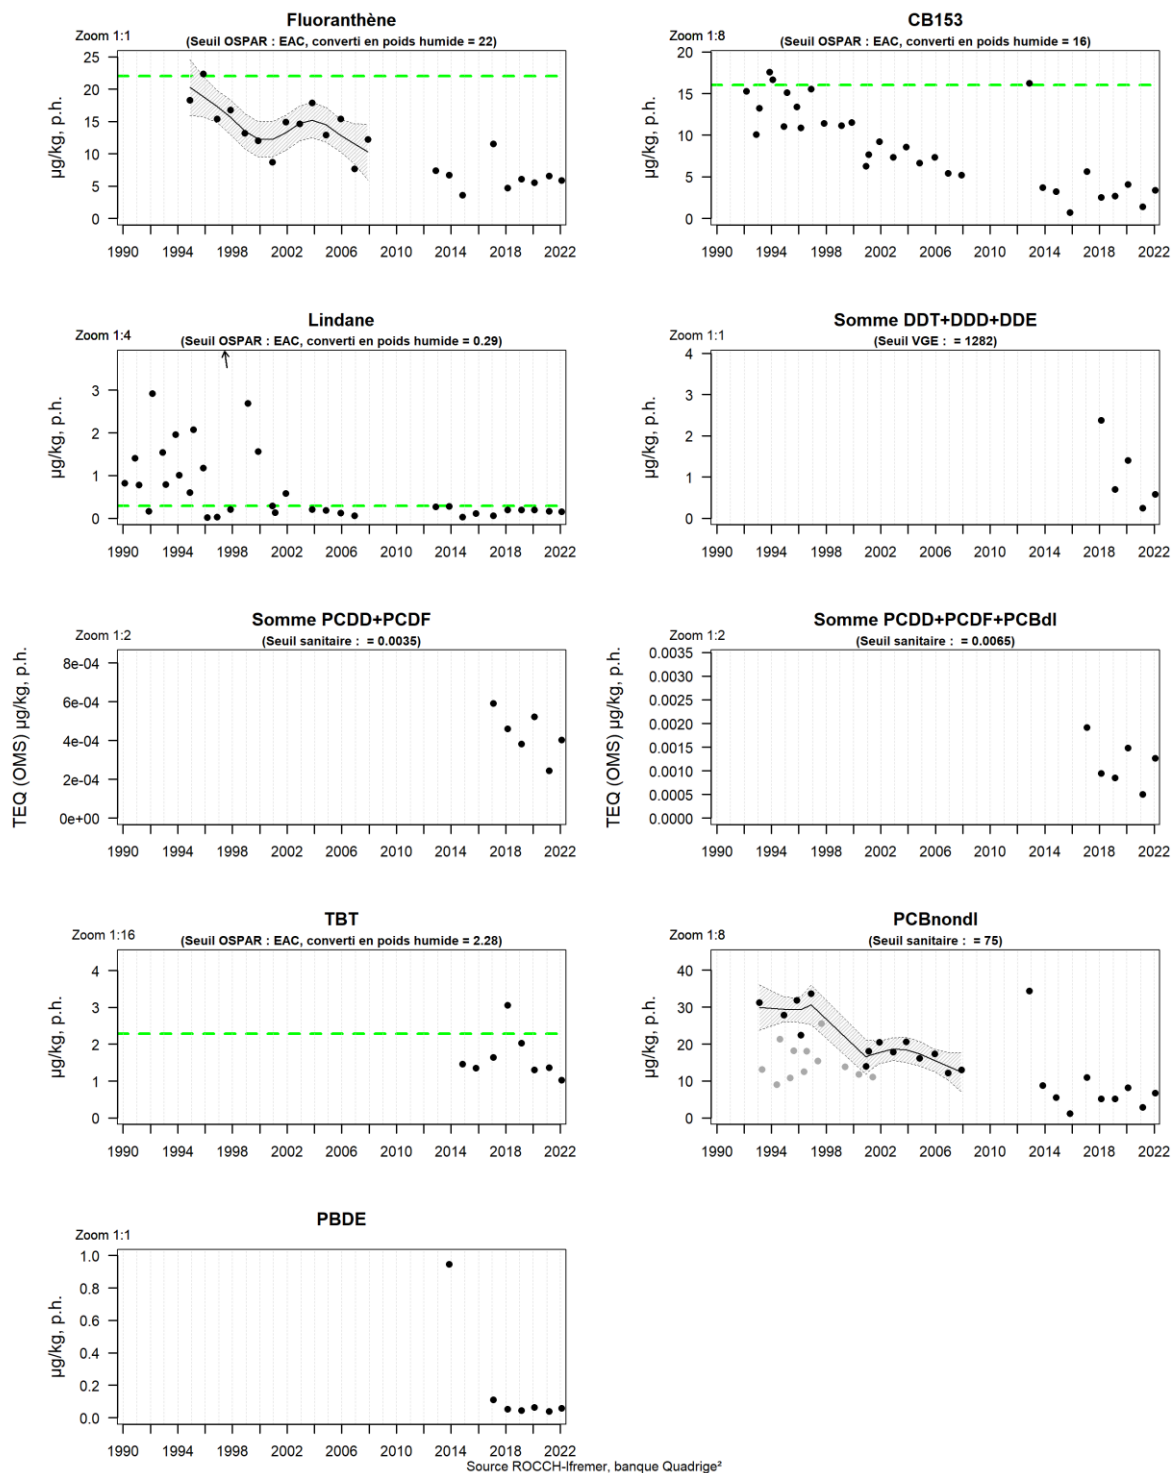 Fluoranthène
Zoom 1:1
(Seuil OSPAR : EAC, converti en poids humide = 22)
µg/kg, p.h.
25
20
15
10
5
0
1990 1994 1998 2002 2006 2010 2014 2018 2022
CB153
Zoom 1:8
(Seuil OSPAR : EAC, converti en poids humide = 16)
µg/kg, p.h.
20
15
10
5
0
1990 1994 1998 2002 2006 2010 2014 2018 2022
Lindane
Zoom 1:4
(Seuil OSPAR : EAC, converti en poids humide = 0.29)
µg/kg, p.h.
3
2
1
0
1990 1994 1998 2002 2006 2010 2014 2018 2022
Somme DDT+DDD+DDE
Zoom 1:1
(Seuil VGE :  = 1282)
µg/kg, p.h.
4
3
2
1
0
1990 1994 1998 2002 2006 2010 2014 2018 2022
Somme PCDD+PCDF
Zoom 1:2
(Seuil sanitaire :  = 0.0035)
TEQ (OMS) µg/kg, p.h.
8e-04
6e-04
4e-04
2e-04
0e+00
1990 1994 1998 2002 2006 2010 2014 2018 2022
Somme PCDD+PCDF+PCBdl
Zoom 1:2
(Seuil sanitaire :  = 0.0065)
TEQ (OMS) µg/kg, p.h.
0.0035
0.0030
0.0025
0.0020
0.0015
0.0010
0.0005
0.0000
1990 1994 1998 2002 2006 2010 2014 2018 2022
TBT
Zoom 1:16
(Seuil OSPAR : EAC, converti en poids humide = 2.28)
µg/kg, p.h.
4
3
2
1
0
1990 1994 1998 2002 2006 2010 2014 2018 2022
PCBnondl
Zoom 1:8
(Seuil sanitaire :  = 75)
µg/kg, p.h.
40
30
20
10
0
1990 1994 1998 2002 2006 2010 2014 2018 2022
PBDE
Zoom 1:1
µg/kg, p.h.
1.0
0.8
0.6
0.4
0.2
0.0
1990 1994 1998 2002 2006 2010 2014 2018 2022
Source ROCCH-Ifremer, banque Quadrige²